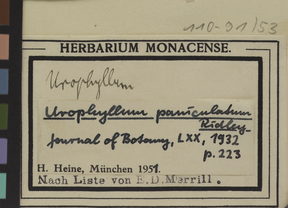 110-91/53
HERBARIUM MONACENSE.
Urophyllum
Urophyllum paniculatum
Ridley
Journal of Botany, LXX, 1932
p. 223
H. Heine, München 1951.
Nach Liste von E.D.Merrill.